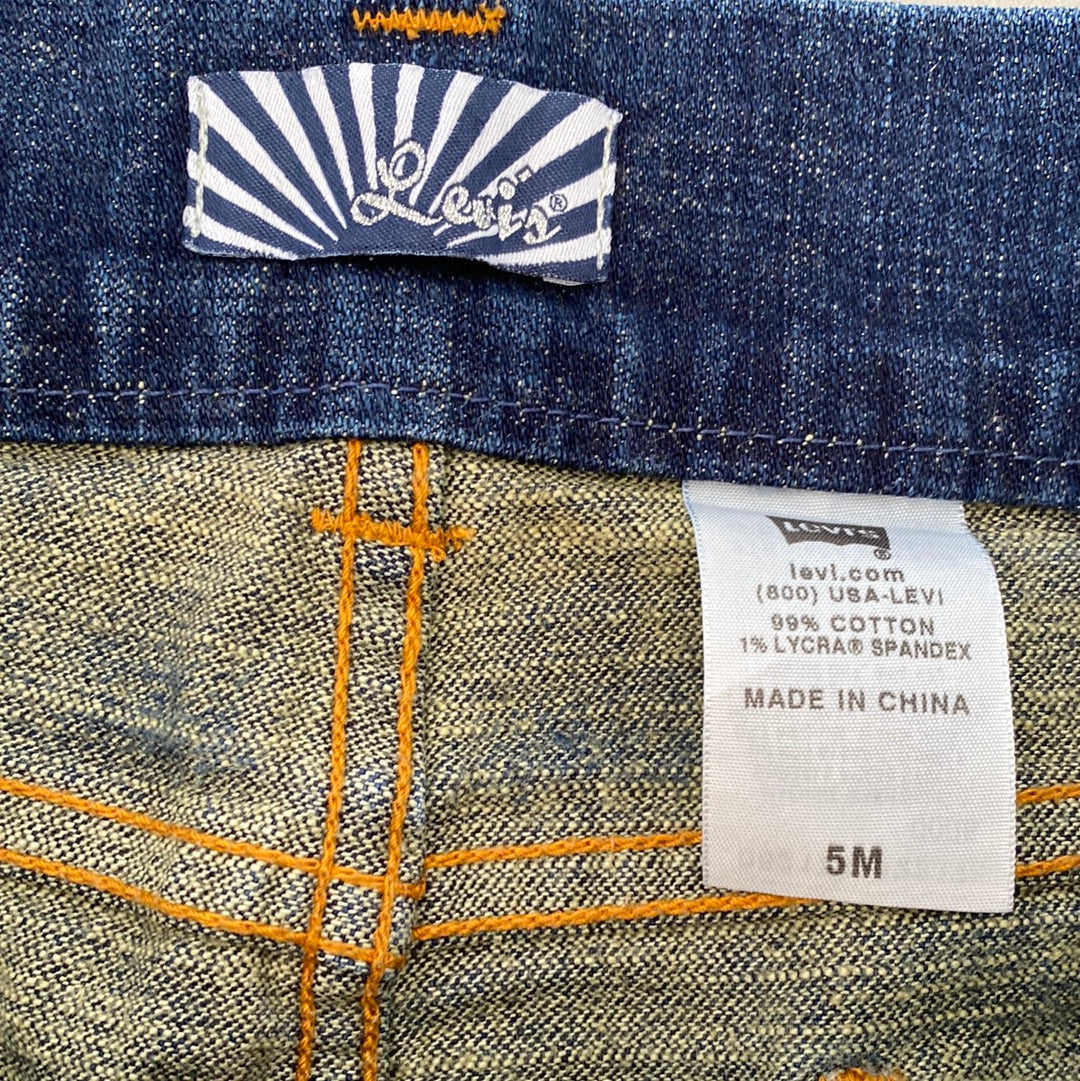 Levi's®
Levi's®
levi.com
(800) USA-LEVI
99% COTTON
1% LYCRA® SPANDEX
MADE IN CHINA
5M